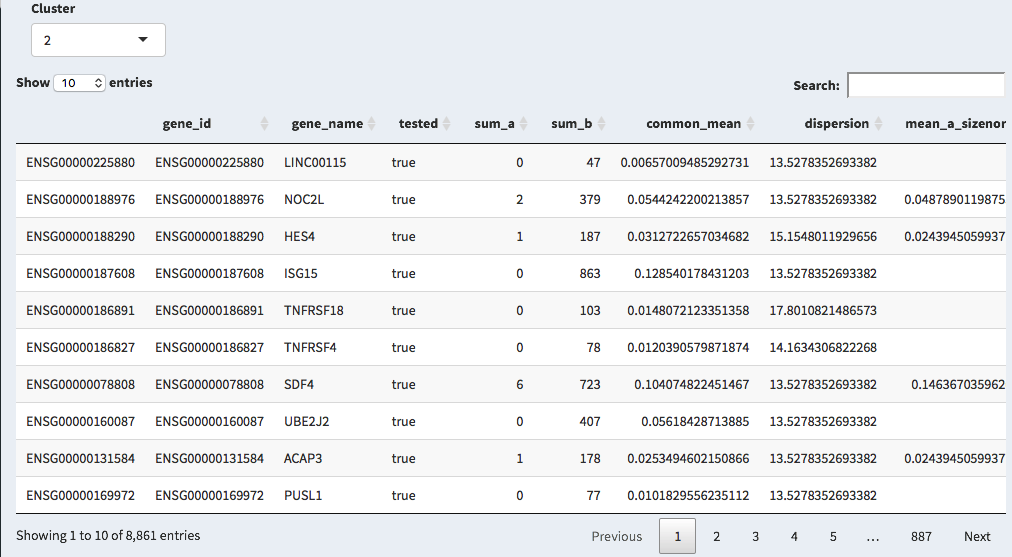 Cluster
2
Show 10 entries
Search:
gene_id gene_name tested sum_a sum_b common_mean dispersion mean_a_sizenor
ENSG00000225880 ENSG00000225880 LINC00115 true 0 47 0.00657009485292731 13.5278352693382
ENSG00000188976 ENSG00000188976 NOC2L true 2 379 0.0544242200213857 13.5278352693382 0.0487890119875
ENSG00000188290 ENSG00000188290 HES4 true 1 187 0.0312722657034682 15.1548011929656 0.0243945059937
ENSG00000187608 ENSG00000187608 ISG15 true 0 863 0.128540178431203 13.5278352693382
ENSG00000186891 ENSG00000186891 TNFRSF18 true 0 103 0.0148072123351358 17.8010821486573
ENSG00000186827 ENSG00000186827 TNFRSF4 true 0 78 0.0120390579871874 14.1634306822268
ENSG00000078808 ENSG00000078808 SDF4 true 6 723 0.104074822451467 13.5278352693382 0.146367035962
ENSG00000160087 ENSG00000160087 UBE2J2 true 0 407 0.05618428713885 13.5278352693382
ENSG00000131584 ENSG00000131584 ACAP3 true 1 178 0.0253494602150866 13.5278352693382 0.0243945059937
ENSG00000169972 ENSG00000169972 PUSL1 true 0 77 0.0101829556235112 13.5278352693382
Showing 1 to 10 of 8,861 entries
Previous 1 2 3 4 5 … 887 Next